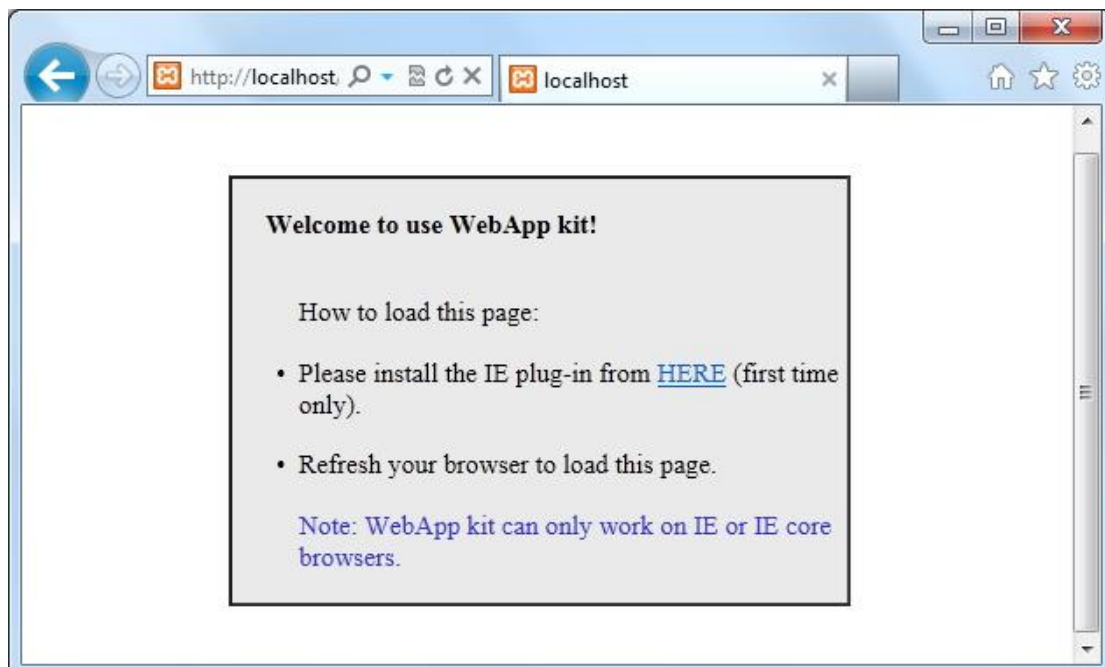 http://localhost,
localhost
Welcome to use WebApp kit!
How to load this page:
• Please install the IE plug-in from HERE (first time
only).
• Refresh your browser to load this page.
Note: WebApp kit can only work on IE or IE core
browsers.